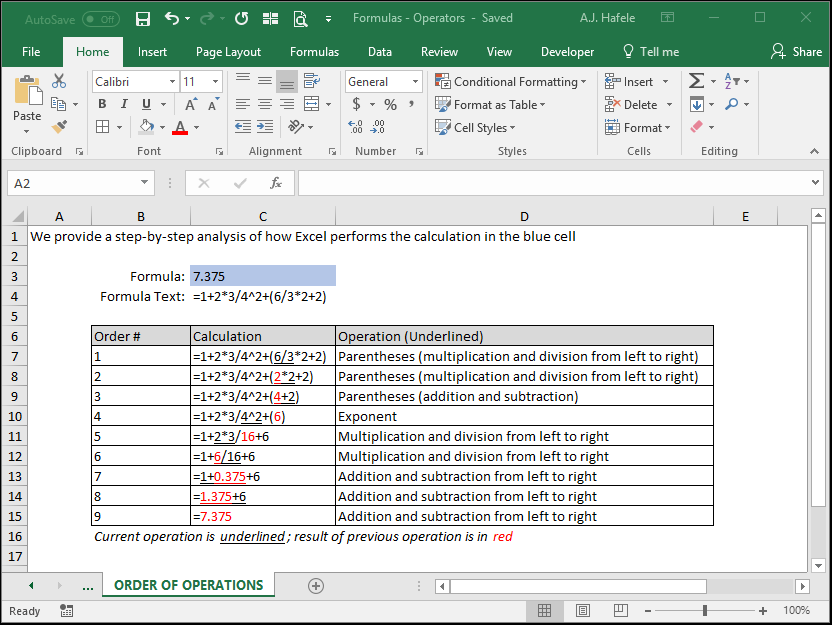 AutoSave Off Formulas - Operators - Saved A.J. Hafele
File Home Insert Page Layout Formulas Data Review View Developer Tell me Share
Paste Calibri 11 General Conditional Formatting Insert
B I U A A $ % , Format as Table Delete
A Cell Styles Format
Clipboard Font Alignment Number Styles Cells Editing
A2 fx
A B C D E
1 We provide a step-by-step analysis of how Excel performs the calculation in the blue cell
2
3 Formula: 7.375
4 Formula Text: =1+2*3/4^2+(6/3*2+2)
5
6 Order # Calculation Operation (Underlined)
7 1 =1+2*3/4^2+(6/3*2+2) Parentheses (multiplication and division from left to right)
8 2 =1+2*3/4^2+(2*2+2) Parentheses (multiplication and division from left to right)
9 3 =1+2*3/4^2+(4+2) Parentheses (addition and subtraction)
10 4 =1+2*3/4^2+(6) Exponent
11 5 =1+2*3/16+6 Multiplication and division from left to right
12 6 =1+6/16+6 Multiplication and division from left to right
13 7 =1+0.375+6 Addition and subtraction from left to right
14 8 =1.375+6 Addition and subtraction from left to right
15 9 =7.375 Addition and subtraction from left to right
16 Current operation is underlined; result of previous operation is in red
17
... ORDER OF OPERATIONS
Ready 100%